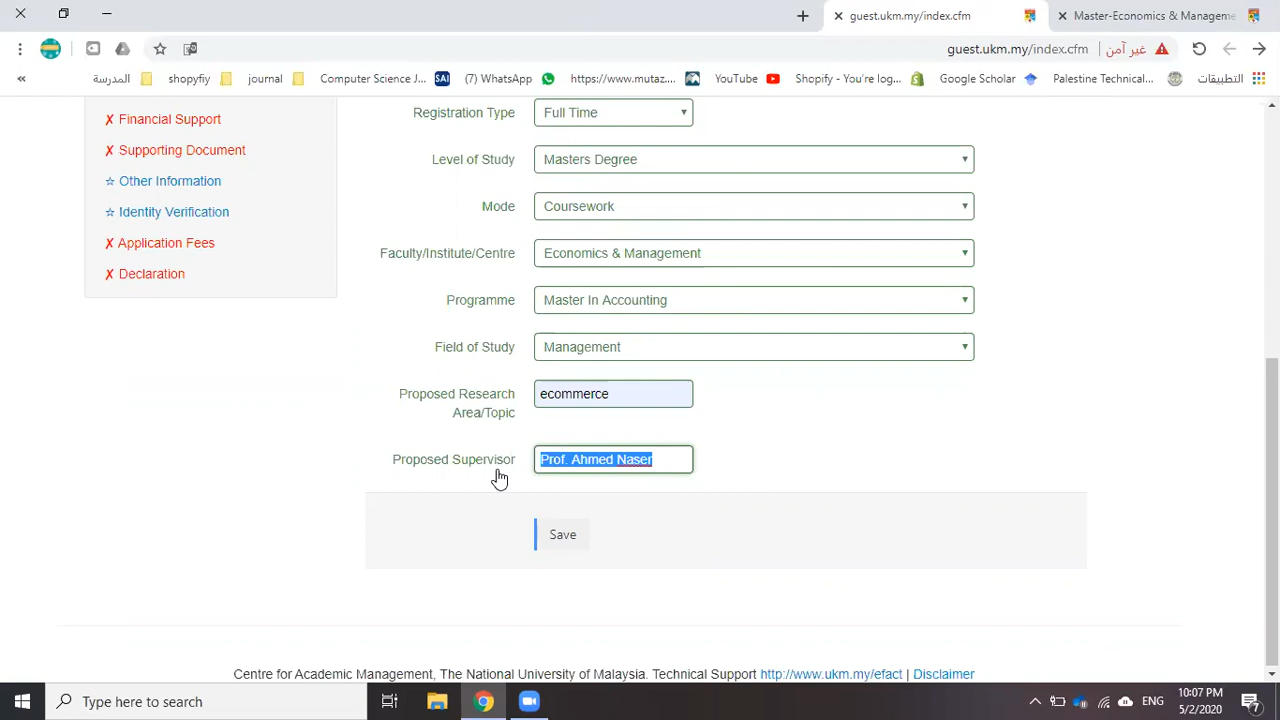 guest.ukm.my/index.cfm
Master-Economics & Manageme
guest.ukm.my/index.cfm
غير آمن
«
المدرسة
shopyfiy
journal
Computer Science J...
SAI
(7) WhatsApp
https://www.mutaz....
YouTube
Shopify - You're log...
Google Scholar
Palestine Technical...
التطبيقات
Registration Type
Full Time
✗ Financial Support
✗ Supporting Document
Level of Study
Masters Degree
☆ Other Information
☆ Identity Verification
Mode
Coursework
✗ Application Fees
Faculty/Institute/Centre
Economics & Management
✗ Declaration
Programme
Master In Accounting
Field of Study
Management
Proposed Research
Area/Topic
ecommerce
Proposed Supervisor
Prof. Ahmed Naser
Save
Centre for Academic Management, The National University of Malaysia. Technical Support http://www.ukm.my/efact | Disclaimer
Type here to search
ENG
10:07 PM
5/2/2020
7